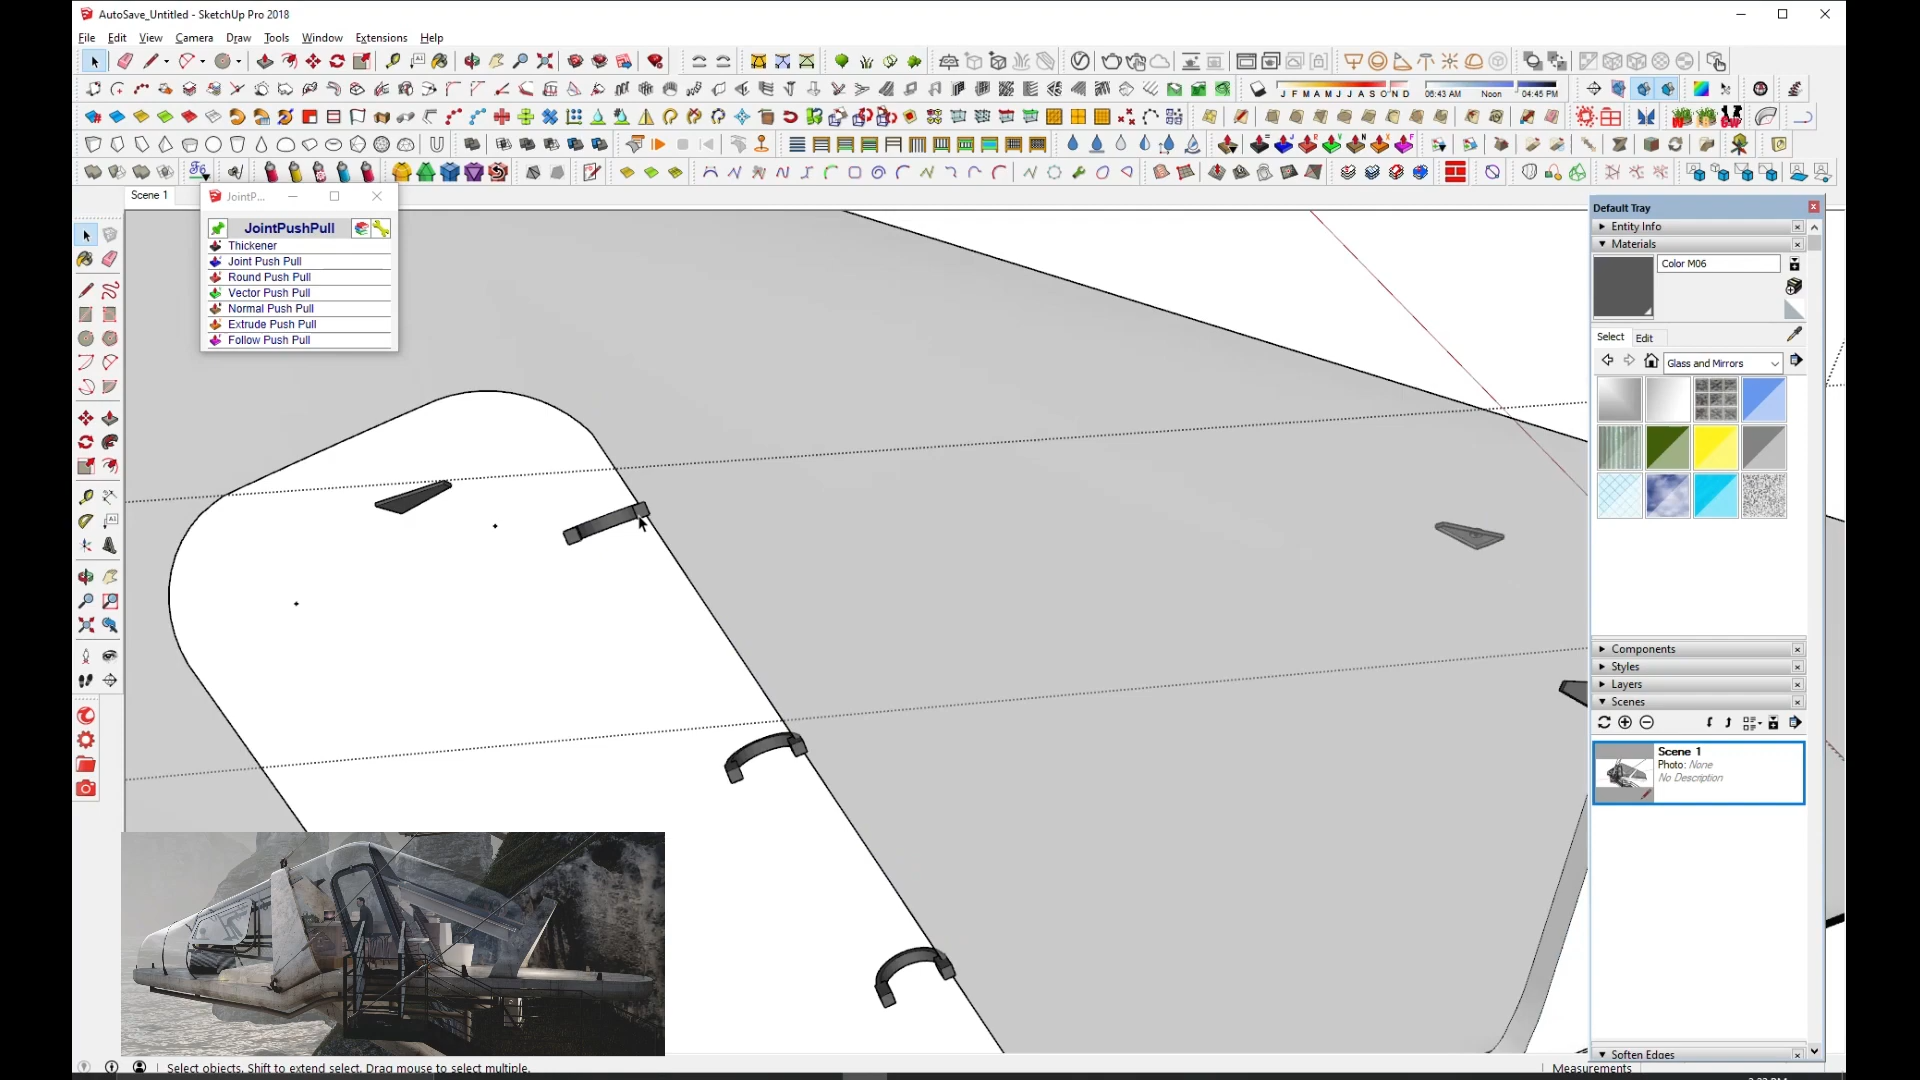 AutoSave_Untitled - SketchUp Pro 2018
File Edit View Camera Draw Tools Window Extensions Help
J F M A M J J A S O N D 06:43 AM Noon 04:45 PM
Scene 1
JointP...
JointPushPull
Thickener
Joint Push Pull
Round Push Pull
Vector Push Pull
Normal Push Pull
Extrude Push Pull
Follow Push Pull
Default Tray
Entity Info
Materials
Color M06
Select Edit
Glass and Mirrors
Components
Styles
Layers
Scenes
Scene 1
Photo: None
No Description
Soften Edges
Select objects. Shift to extend select. Drag mouse to select multiple.
Measurements